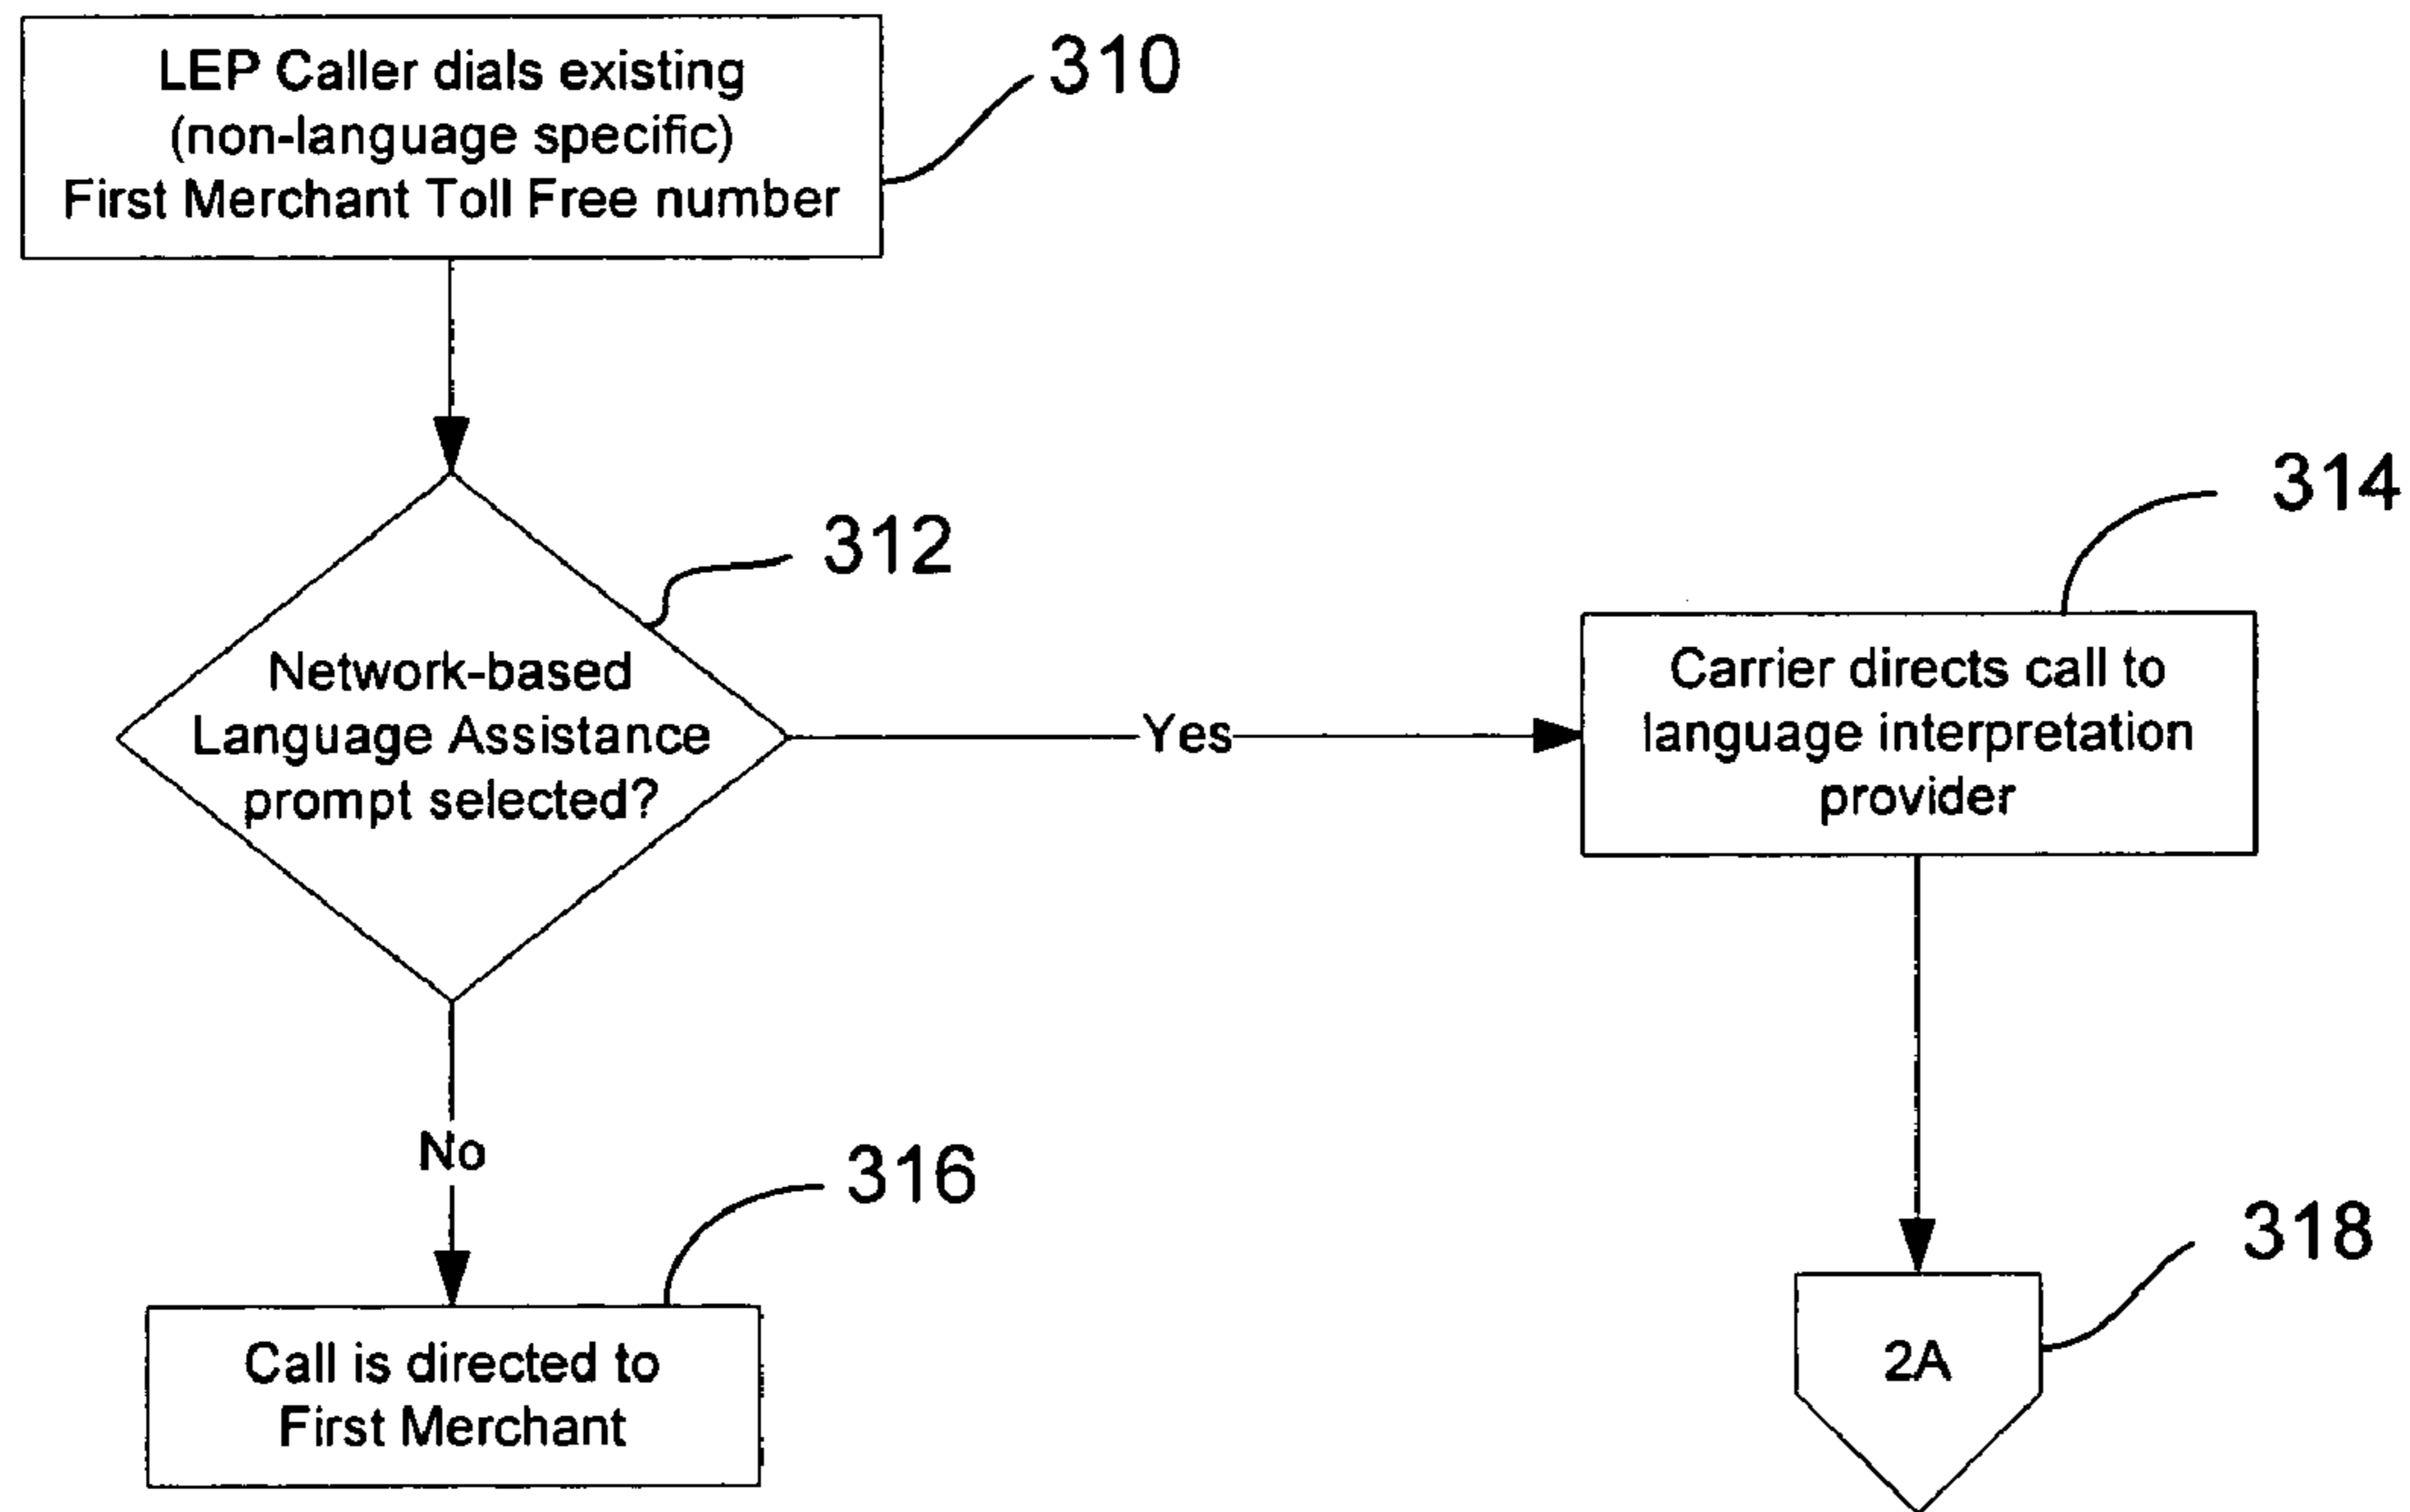 LEP Caller dials existing
(non-language specific)
First Merchant Toll Free number
310
312
Network-based
Language Assistance
prompt selected?
Yes
314
Carrier directs call to
language interpretation
provider
No
316
Call is directed to
First Merchant
318
2A